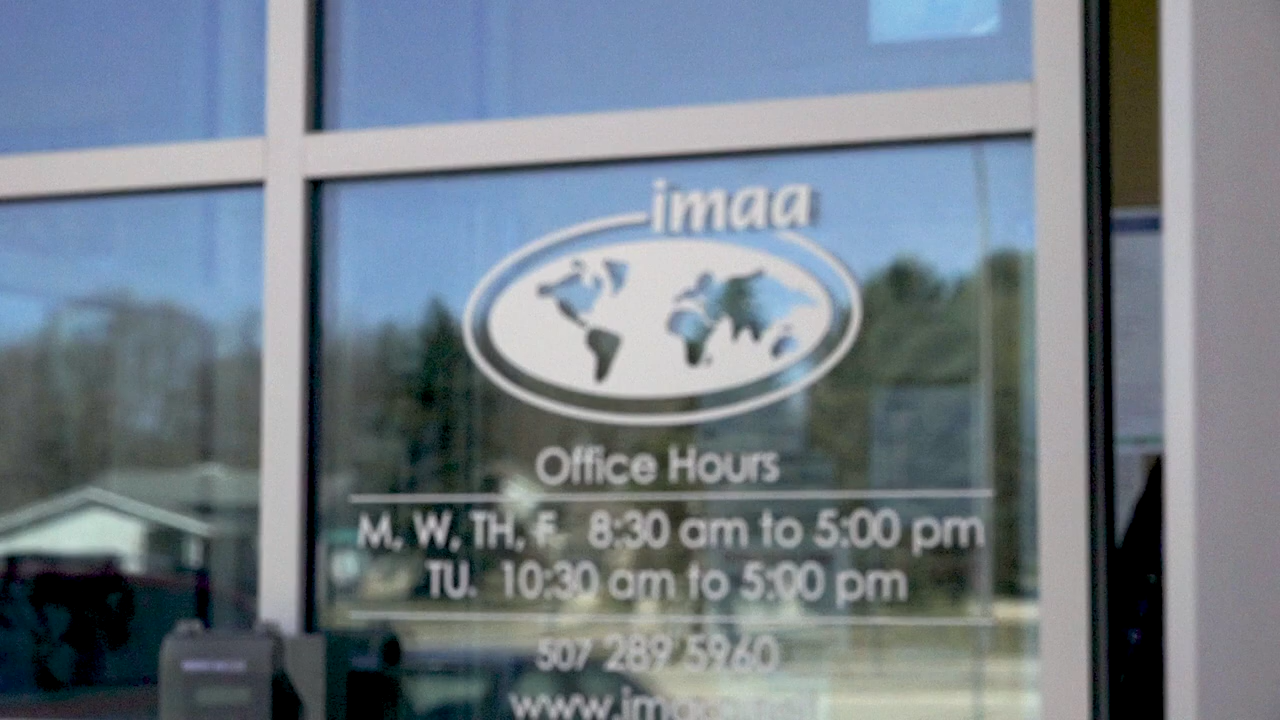 imaa
Office Hours
M, W, TH, F. 8:30 am to 5:00 pm
TU. 10:30 am to 5:00 pm
507 289 5960